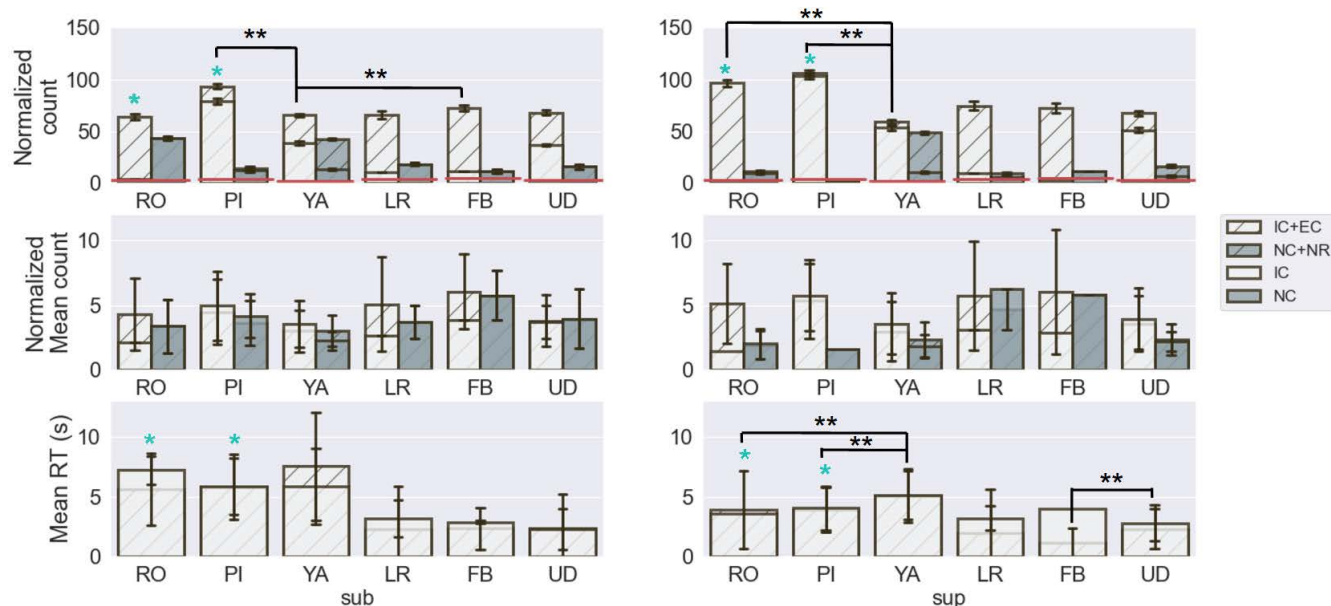 150
**
**
*
*
100
50
0
Normalized
count
RO PI YA LR FB UD
150
**
**
*
*
100
50
0
RO PI YA LR FB UD
10
5
0
Normalized
Mean count
RO PI YA LR FB UD
10
5
0
RO PI YA LR FB UD
IC+EC
NC+NR
IC
NC
10
5
0
Mean RT (s)
*
*
RO PI YA LR FB UD
sub
10
5
0
**
**
*
*
**
RO PI YA LR FB UD
sup